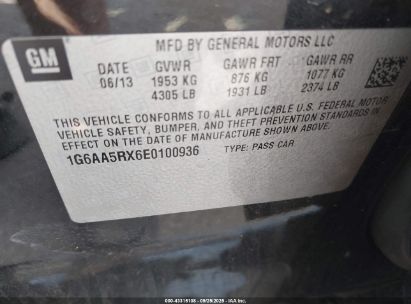 GM
MFD BY GENERAL MOTORS LLC
DATE GVWR GAWR FRT GAWR RR
06/13 1953 KG 876 KG 1077 KG
4305 LB 1931 LB 2374 LB
THIS VEHICLE CONFORMS TO ALL APPLICABLE U.S. FEDERAL MOTOR
VEHICLE SAFETY, BUMPER, AND THEFT PREVENTION STANDARDS IN
EFFECT ON THE DATE OF MANUFACTURE SHOWN ABOVE.
1G6AA5RX6E0100936 TYPE: PASS CAR